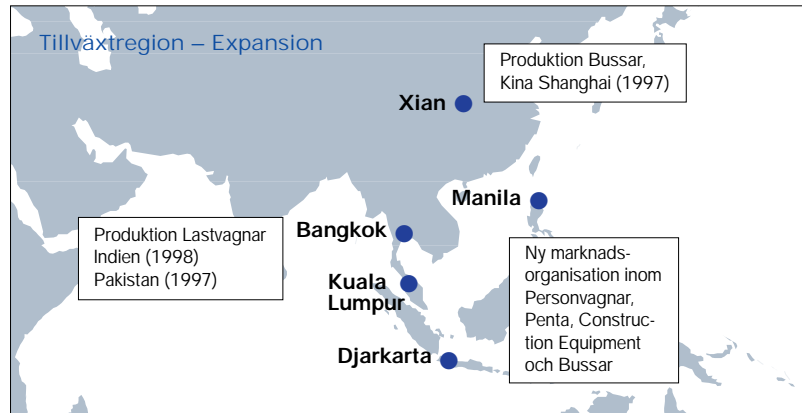 Tillväxtregion – Expansion
Produktion Bussar,
Kina Shanghai (1997)
Xian
Manila
Bangkok
Produktion Lastvagnar
Indien (1998)
Pakistan (1997)
Ny marknads-
organisation inom
Personvagnar,
Penta, Construc-
tion Equipment
och Bussar
Kuala
Lumpur
Djarkarta